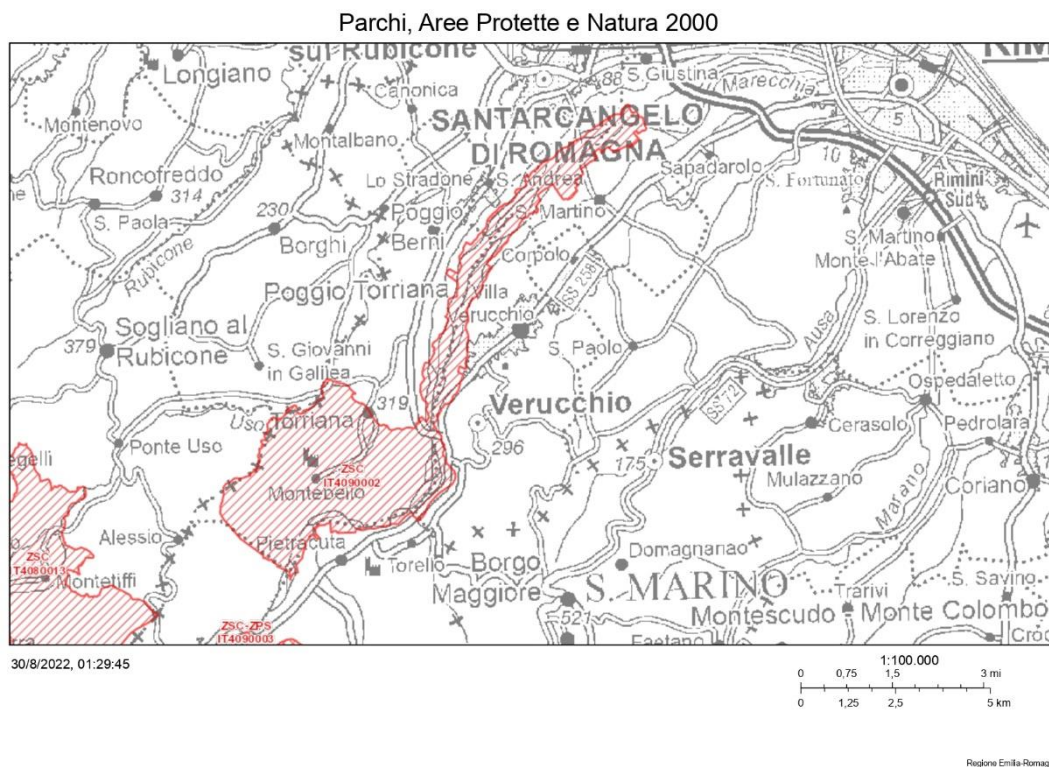 Parchi, Aree Protette e Natura 2000
sul Rubicone
Longiano
Canonica
88
S.Giustina
Marecchia
Montenovo
Montalbano
SANTARCANGELO
DI ROMAGNA
5
10
Roncofreddo
314
Lo Stradone
S. Andrea
Sapadarolo
S. Fortunato
Rimini
Sud
S. Paola
230
Borghi
Poggio
Berni
S. Martino
S. Martino
Monte l'Abate
Rubicone
Corpolo
SS 258
Poggio Torriana
Villa
Verucchio
Sogliano al
Rubicone
379
S. Giovanni
in Galilea
S. Paolo
Ausa
S. Lorenzo
in Correggiano
Ospedaletto
319
Uso
Torriana
Verucchio
SS 72
Cerasolo
Pedrolara
Ponte Uso
296
175
Serravalle
Mulazzano
Marano
Coriano
ZSC
IT4090002
Montebello
Alessio
Pietracuta
Torello
Borgo
Maggiore
Domagnano
S. MARINO
521
ZSC
IT4080013
Montetiffi
ZSC-ZPS
IT4090003
Montescudo
Trarivi
S. Savino
Monte Colombo
Faetano
30/8/2022, 01:29:45
1:100.000
0 0,75 1,5 3 mi
0 1,25 2,5 5 km
Regione Emilia-Romag